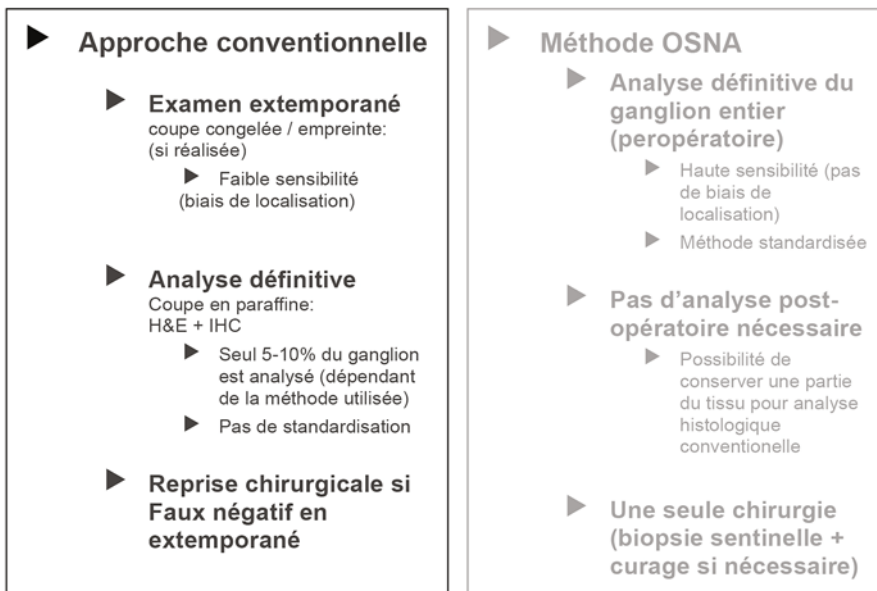 Approche conventionnelle
Examen extemporané
coupe congelée / empreinte:
(si réalisée)
Faible sensibilité
(biais de localisation)
Analyse définitive
Coupe en paraffine:
H&E + IHC
Seul 5-10% du ganglion
est analysé (dépendant
de la méthode utilisée)
Pas de standardisation
Reprise chirurgicale si
Faux négatif en
extemporané
Méthode OSNA
Analyse définitive du
ganglion entier
(peropératoire)
Haute sensibilité (pas
de biais de
localisation)
Méthode standardisée
Pas d’analyse post-
opératoire nécessaire
Possibilité de
conserver une partie
du tissu pour analyse
histologique
conventionelle
Une seule chirurgie
(biopsie sentinelle +
curage si nécessaire)